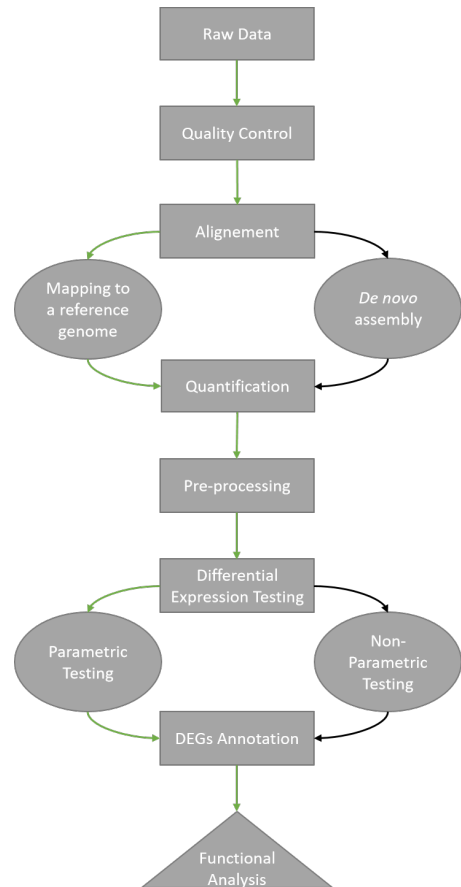 Raw Data
Quality Control
Alignement
Mapping to
a reference
genome
De novo
assembly
Quantification
Pre-processing
Differential
Expression Testing
Parametric
Testing
Non-
Parametric
Testing
DEGs Annotation
Functional
Analysis